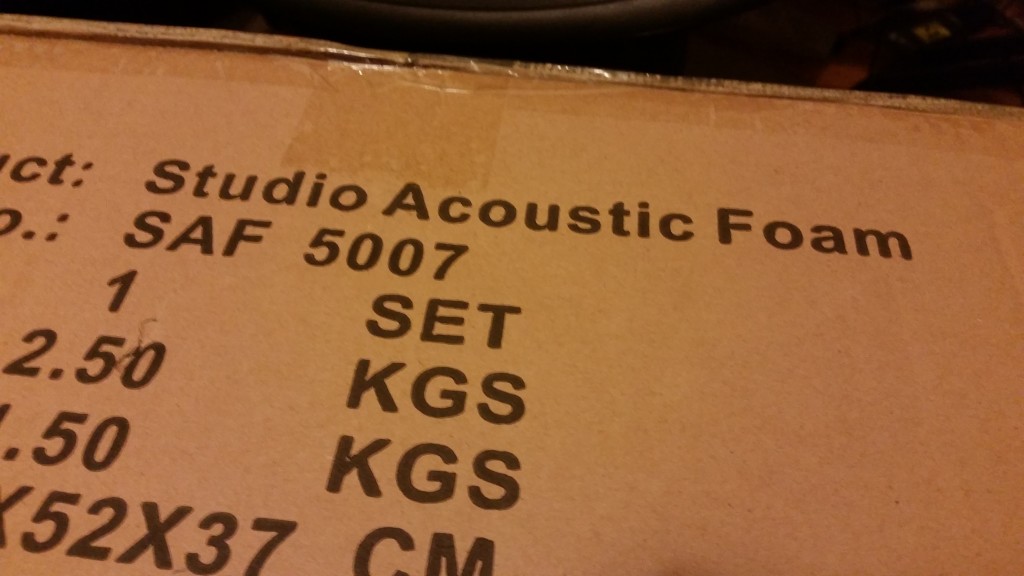 uct: Studio Acoustic Foam
o.: SAF 5007
1 SET
2.50 KGS
.50 KGS
X52X37 CM